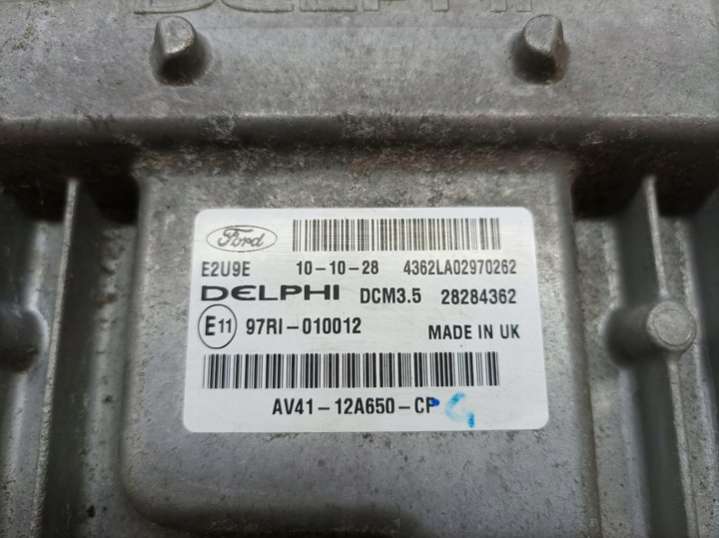 DELPHI
Ford
E2U9E 10-10-28 4362LA02970262
DELPHI DCM3.5 28284362
E11 97RI-010012 MADE IN UK
AV41-12A650-CP G